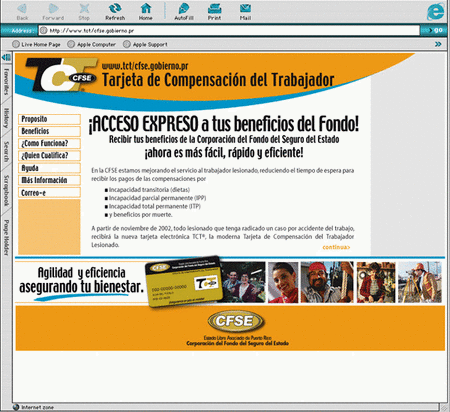 Back Forward Stop Refresh Home AutoFill Print Mail
Address: http://www.tct/cfse.gobierno.pr go
Live Home Page Apple Computer Apple Support
Favorites
History
Search
Scrapbook
Page Holder
TCT CFSE
www.tct/cfse.gobierno.pr
Tarjeta de Compensación del Trabajador
Proposito
Beneficios
¿Como Funciona?
¿Quien Cualifica?
Ayuda
Más Información
Correo-e
¡ACCESO EXPRESO a tus beneficios del Fondo!
Recibir tus beneficios de la Corporación del Fondo del Seguro del Estado
¡ahora es más fácil, rápido y eficiente!
En la CFSE estamos mejorando el servicio al trabajador lesionado, reduciendo el tiempo de espera para
recibir los pagos de las compensaciones por
Incapacidad transitoria (dietas)
Incapacidad parcial permanente (IPP)
Incapacidad total permanente (ITP)
y beneficios por muerte.
A partir de noviembre de 2002, todo lesionado que tenga radicado un caso por accidente del trabajo,
recibirá la nueva tarjeta electrónica TCT®, la moderna Tarjeta de Compensación del Trabajador
Lesionado.
continua>
Agilidad y eficiencia
asegurando tu bienestar.
CFSE
TCT
CFSE
Estado Libre Asociado de Puerto Rico
Corporación del Fondo del Seguro del Estado
Internet zone